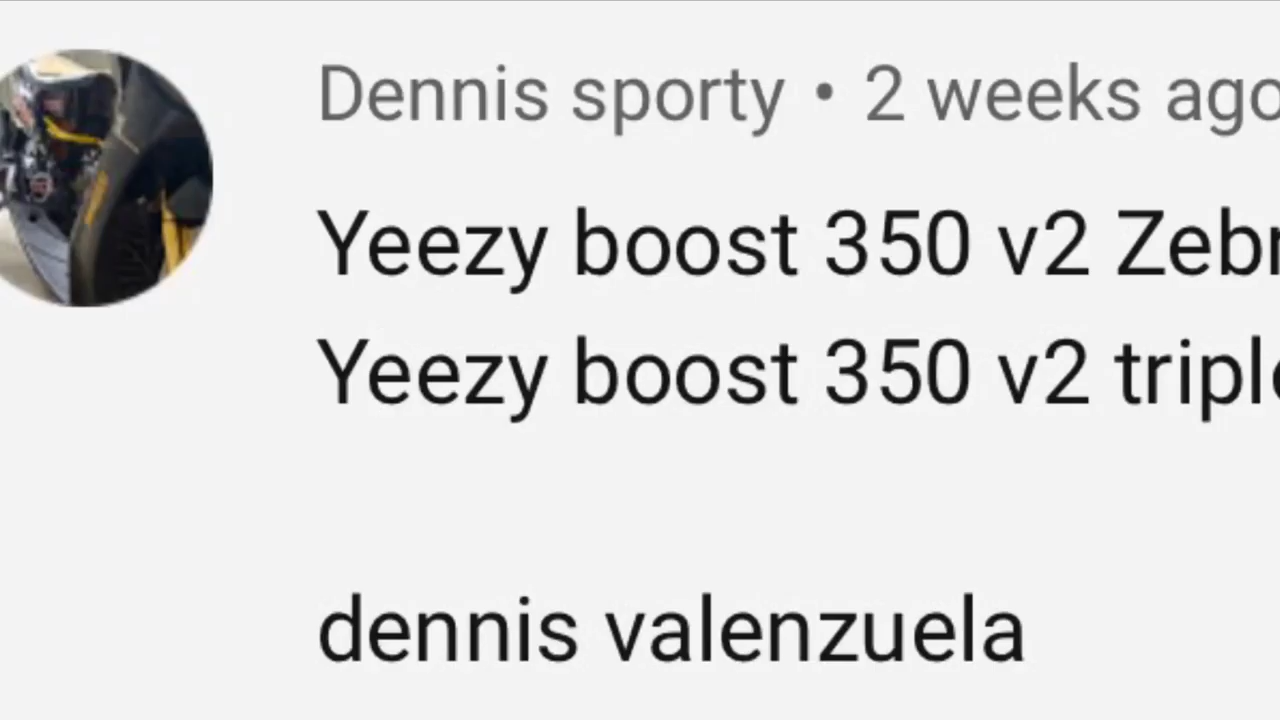 Dennis sporty • 2 weeks ago
Yeezy boost 350 v2
Yeezy boost 350 v2
dennis valenzuela